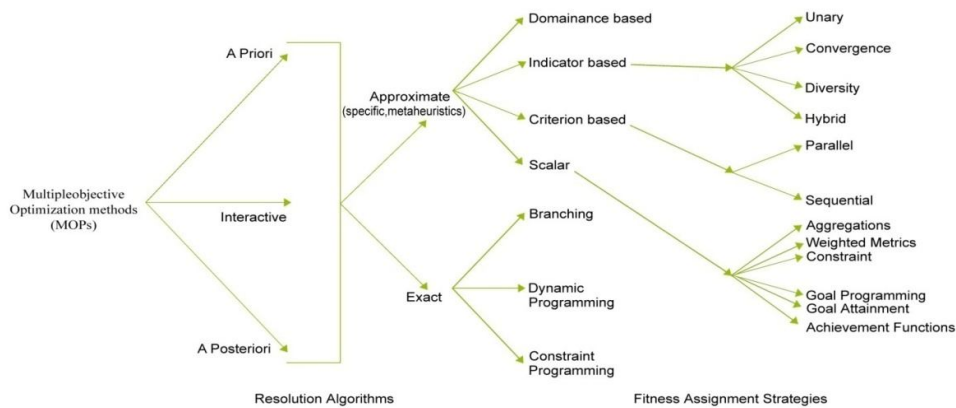 Multipleobjective
Optimization methods
(MOPs)
A Priori
Interactive
A Posteriori
Approximate
(specific,metaheuristics)
Exact
Domainance based
Indicator based
Criterion based
Scalar
Branching
Dynamic
Programming
Constraint
Programming
Unary
Convergence
Diversity
Hybrid
Parallel
Sequential
Aggregations
Weighted Metrics
Constraint
Goal Programming
Goal Attainment
Achievement Functions
Resolution Algorithms
Fitness Assignment Strategies